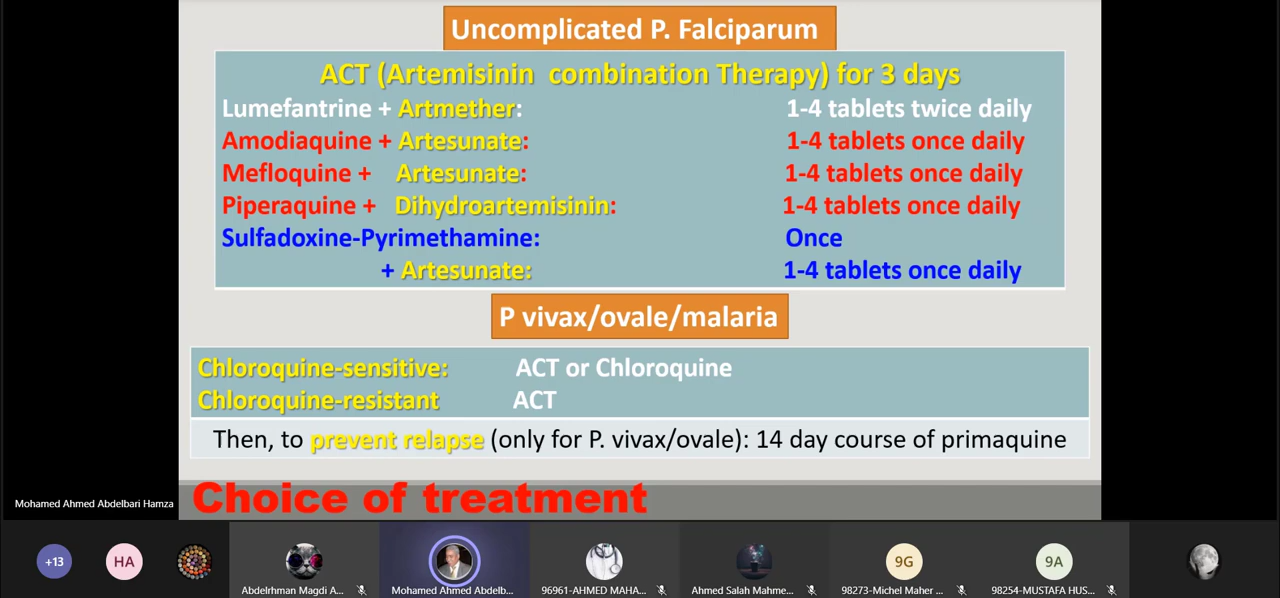 Uncomplicated P. Falciparum
ACT (Artemisinin combination Therapy) for 3 days
Lumefantrine + Artmether: 1-4 tablets twice daily
Amodiaquine + Artesunate: 1-4 tablets once daily
Mefloquine + Artesunate: 1-4 tablets once daily
Piperaquine + Dihydroartemisinin: 1-4 tablets once daily
Sulfadoxine-Pyrimethamine: Once
+ Artesunate: 1-4 tablets once daily
P vivax/ovale/malaria
Chloroquine-sensitive: ACT or Chloroquine
Chloroquine-resistant ACT
Then, to prevent relapse (only for P. vivax/ovale): 14 day course of primaquine
Choice of treatment
Mohamed Ahmed Abdelbari Hamza
+13 HA 9G 9A
Abdelrhman Magdi A... Mohamed Ahmed Abdelb... 96961-AHMED MAHA... Ahmed Salah Mahme... 98273-Michel Maher ... 98254-MUSTAFA HUS...